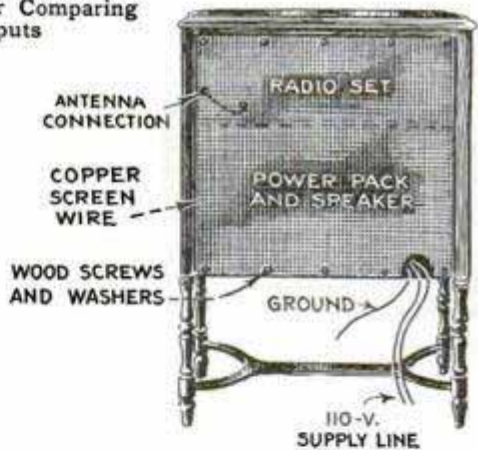 r Comparing
puts
RADIO SET
ANTENNA
CONNECTION
COPPER
SCREEN
WIRE
POWER PACK
AND SPEAKER
WOOD SCREWS
AND WASHERS
GROUND
110-V.
SUPPLY LINE